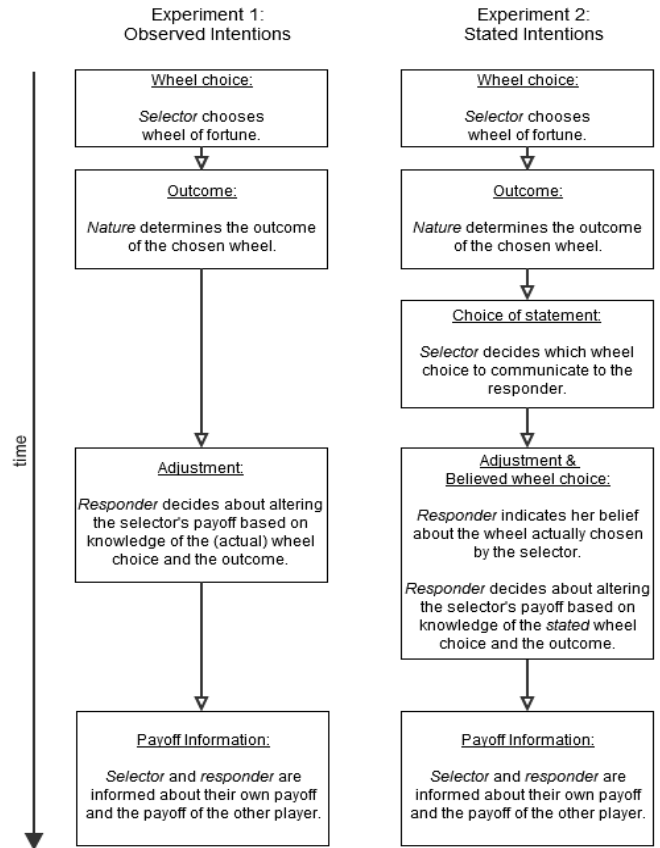 Experiment 1:
Observed Intentions
Wheel choice:
Selector chooses
wheel of fortune.
Outcome:
Nature determines the outcome
of the chosen wheel.
Adjustment:
Responder decides about altering
the selector's payoff based on
knowledge of the (actual) wheel
choice and the outcome.
Payoff Information:
Selector and responder are
informed about their own payoff
and the payoff of the other player.
Experiment 2:
Stated Intentions
Wheel choice:
Selector chooses
wheel of fortune.
Outcome:
Nature determines the outcome
of the chosen wheel.
Choice of statement:
Selector decides which wheel
choice to communicate to the
responder.
Adjustment &
Believed wheel choice:
Responder indicates her belief
about the wheel actually chosen
by the selector.
Responder decides about altering
the selector's payoff based on
knowledge of the stated wheel
choice and the outcome.
Payoff Information:
Selector and responder are
informed about their own payoff
and the payoff of the other player.
time